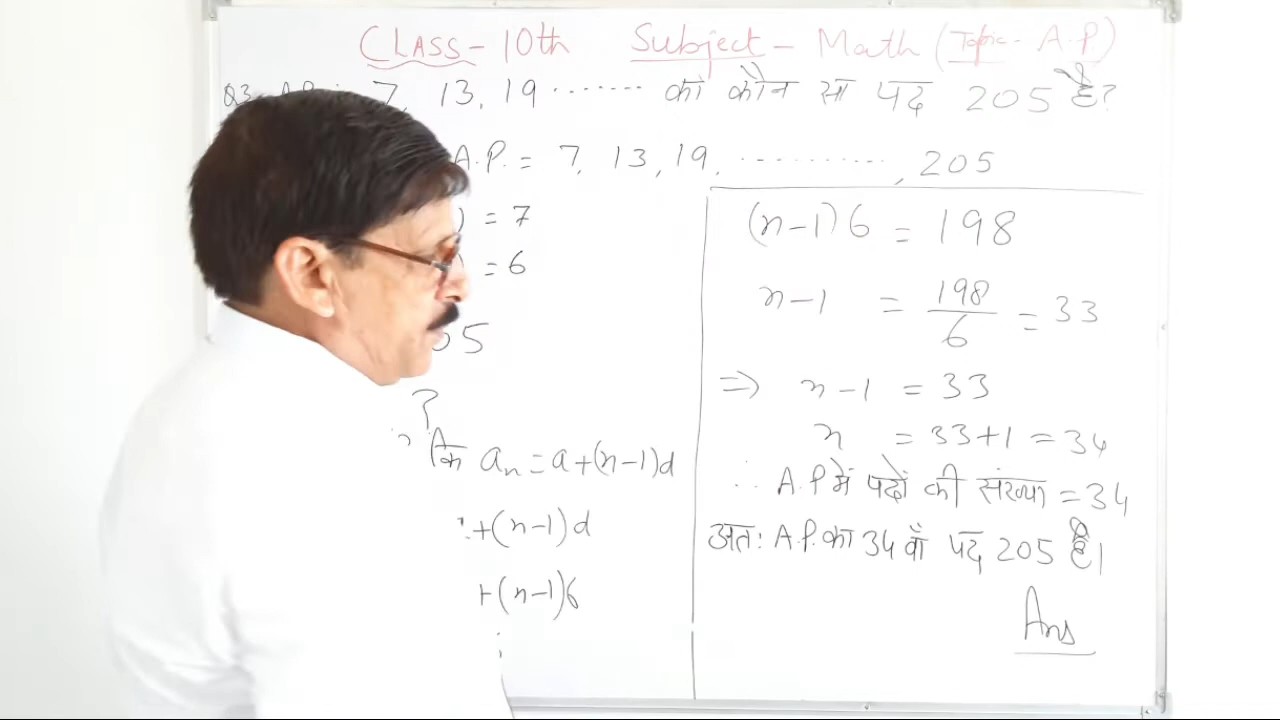 CLASS - 10th Subject - Math (Topic - A.P)
Q3. 7, 13, 19 ........ का कौन सा पद 205 है?
A.P. = 7, 13, 19, ............, 205
) = 7
) = 6
05
?
कि an = a+(n-1)d
+(n-1)d
+(n-1)6
(n-1)6 = 198
n-1 = 198/6 = 33
=> n-1 = 33
n = 33+1 = 34
∴ A.P में पदों की संख्या = 34
अत: A.P. का 34 वाँ पद 205 है।
Ans